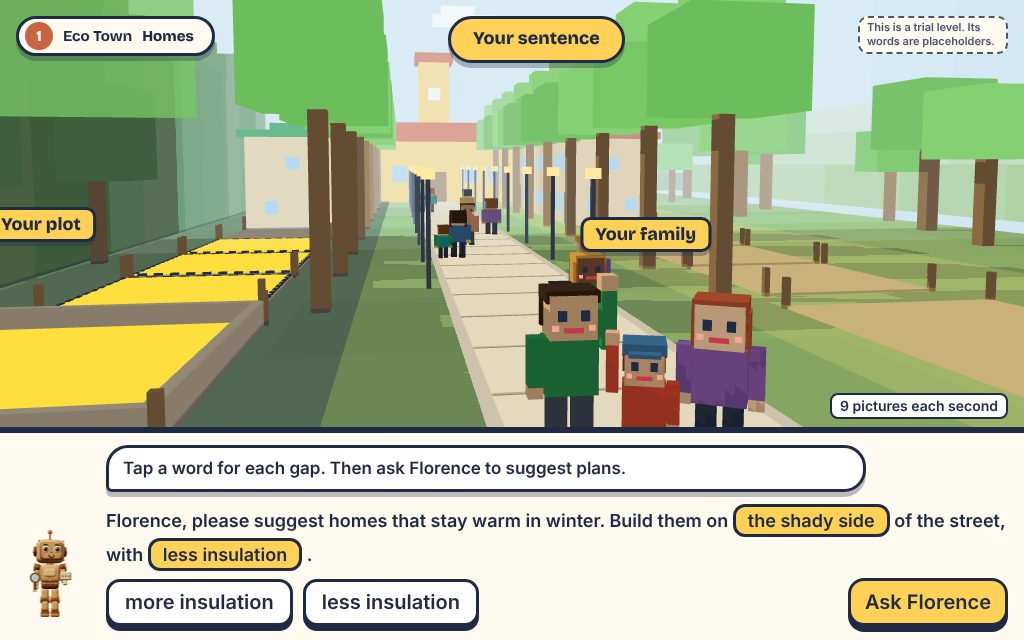 1 Eco Town Homes
Your sentence
This is a trial level. Its
words are placeholders.
Your plot
Your family
9 pictures each second
Tap a word for each gap. Then ask Florence to suggest plans.
Florence, please suggest homes that stay warm in winter. Build them on the shady side of the street,
with less insulation .
more insulation less insulation Ask Florence